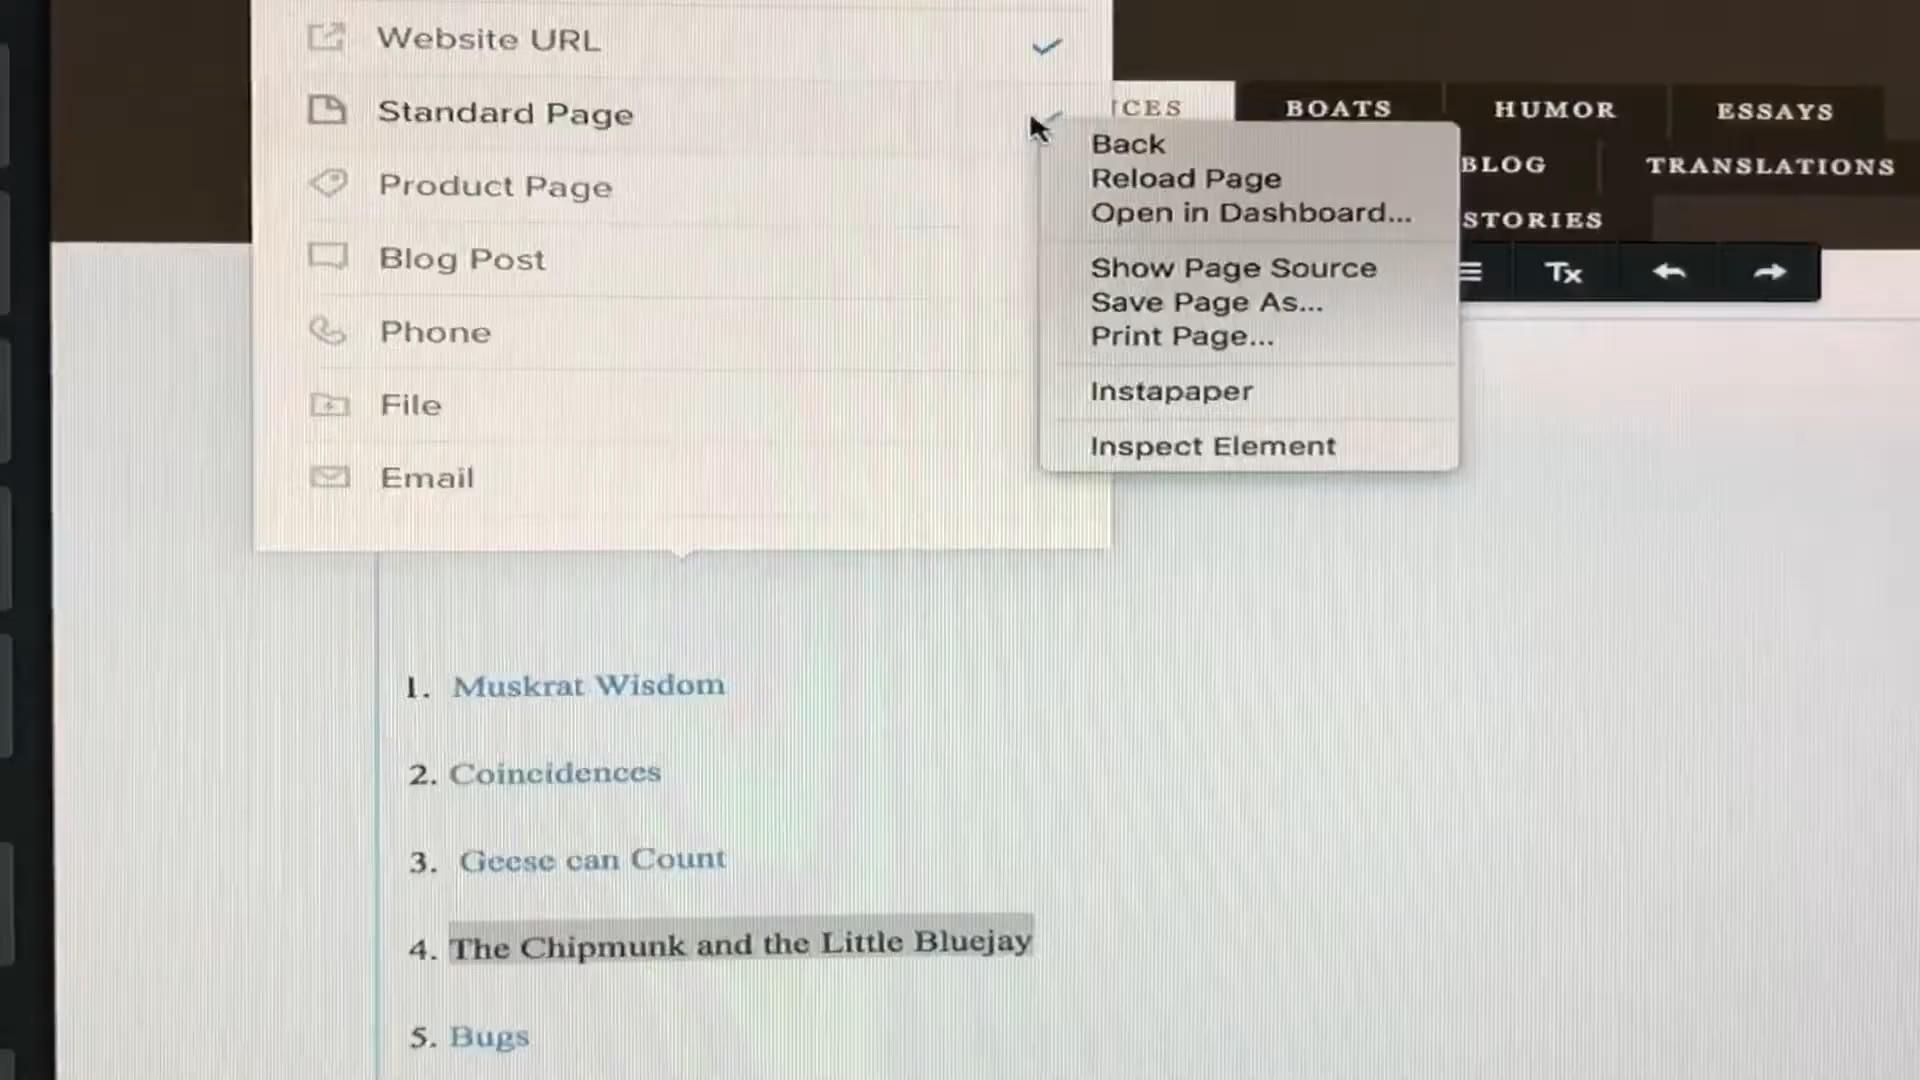 Website URL
Standard Page
Product Page
Blog Post
Phone
File
Email
BOATS
HUMOR
ESSAYS
BLOG
TRANSLATIONS
STORIES
Back
Reload Page
Open in Dashboard...
Show Page Source
Save Page As...
Print Page...
Instapaper
Inspect Element
Tx
1. Muskrat Wisdom
2. Coincidences
3. Geese can Count
4. The Chipmunk and the Little Bluejay
5. Bugs